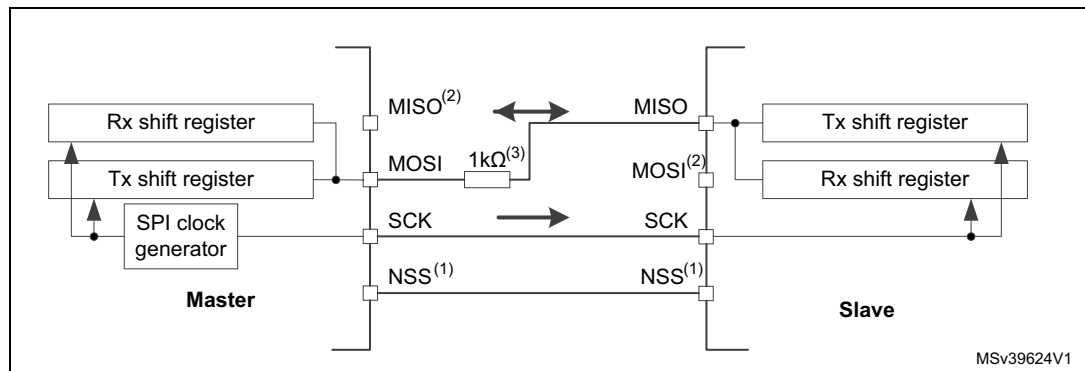 MISO(2)
MISO
Rx shift register
Tx shift register
MOSI
1kΩ(3)
MOSI(2)
Tx shift register
Rx shift register
SPI clock
generator
SCK
SCK
NSS(1)
NSS(1)
Master
Slave
MSv39624V1